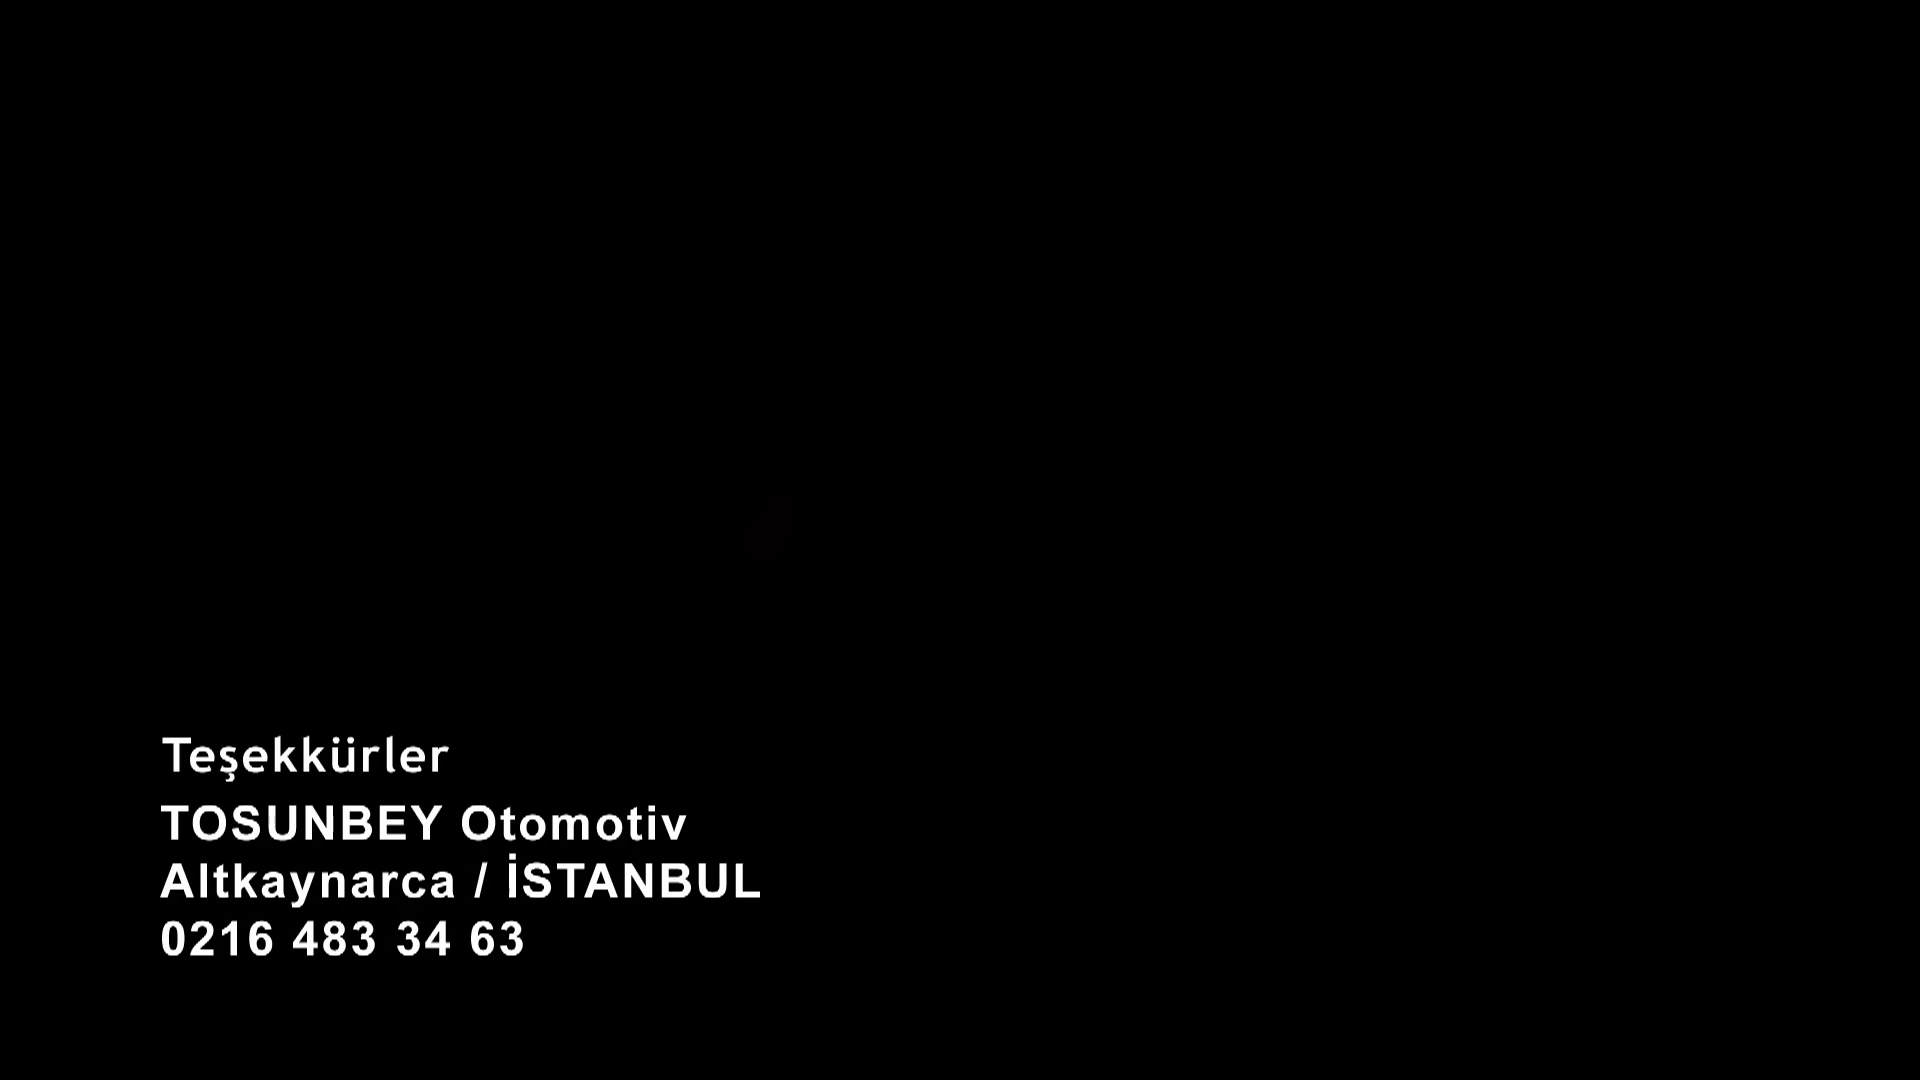 Teşekkürler
TOSUNBEY Otomotiv
Altkaynarca / İSTANBUL
0216 483 34 63